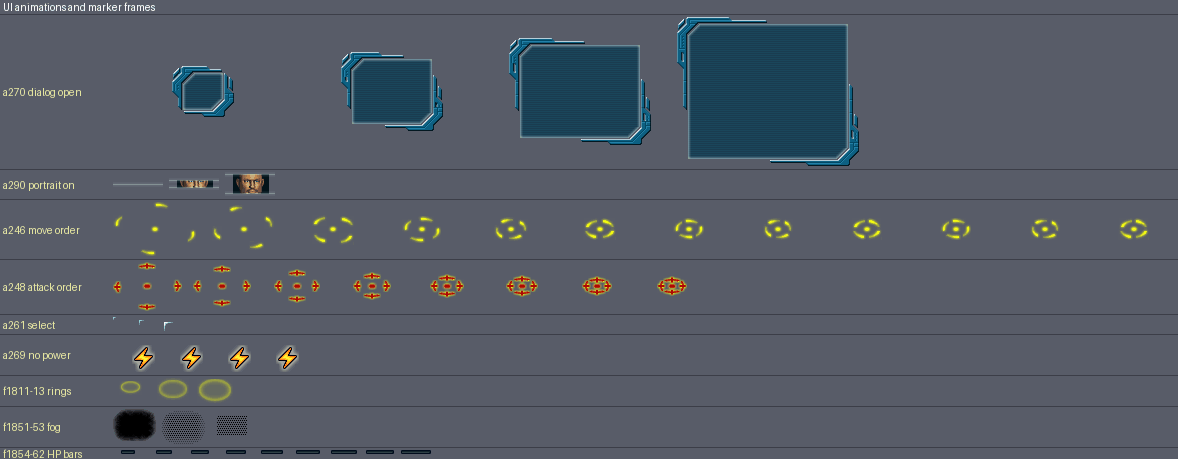 UI animations and marker frames
a270 dialog open
a290 portrait on
a246 move order
a248 attack order
a261 select
a269 no power
f1811-13 rings
f1851-53 fog
f1854-62 HP bars